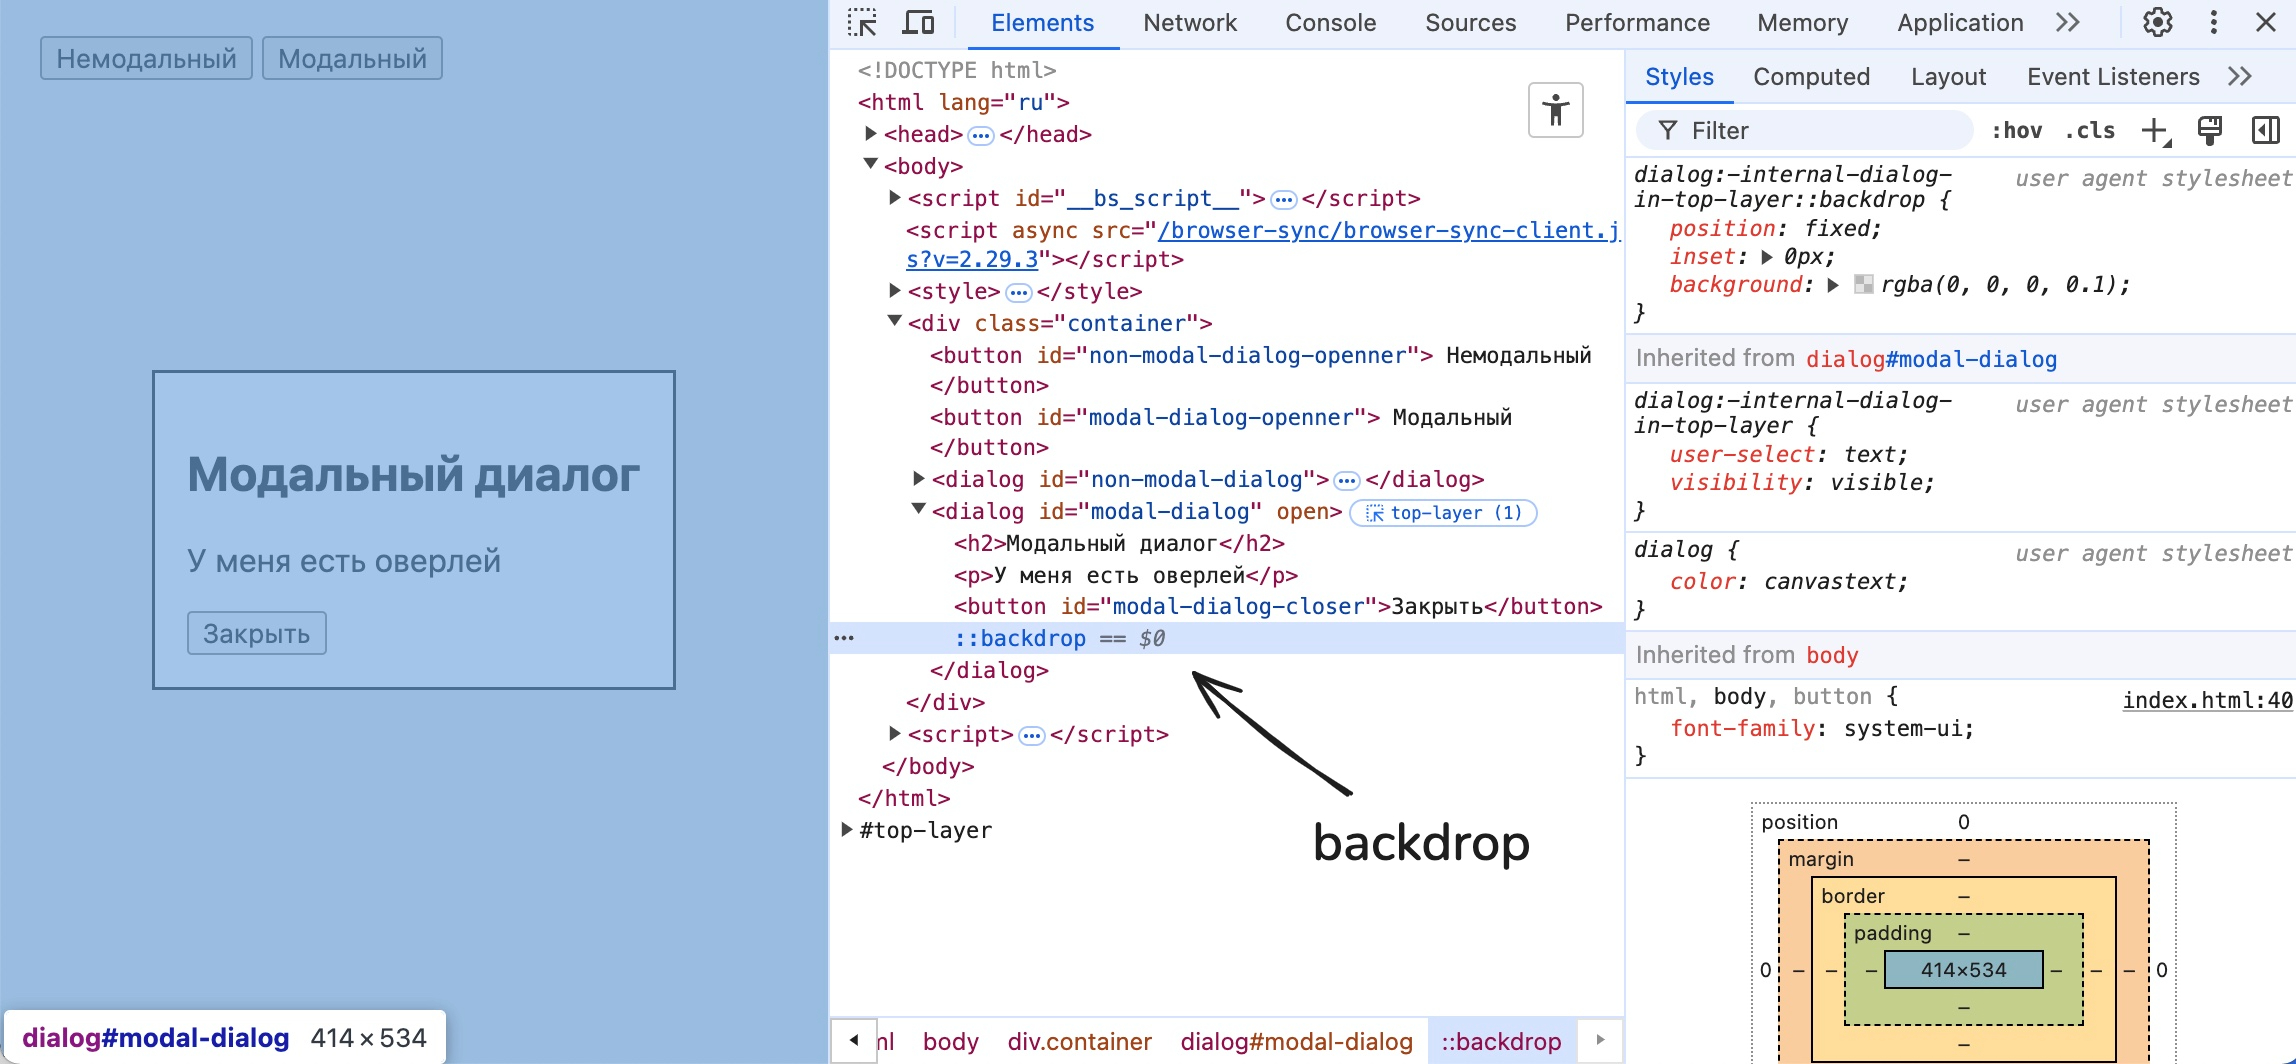 Немодальный Модальный
Модальный диалог
У меня есть оверлей
Закрыть
dialog#modal-dialog 414 × 534
Elements Network Console Sources Performance Memory Application
<!DOCTYPE html>
<html lang="ru">
<head> </head>
<body>
<script id="__bs_script__"> </script>
<script async src="/browser-sync/browser-sync-client.j
s?v=2.29.3"></script>
<style> </style>
<div class="container">
<button id="non-modal-dialog-openner"> Немодальный
</button>
<button id="modal-dialog-openner"> Модальный
</button>
<dialog id="non-modal-dialog"> </dialog>
<dialog id="modal-dialog" open> top-layer (1)
<h2>Модальный диалог</h2>
<p>У меня есть оверлей</p>
<button id="modal-dialog-closer">Закрыть</button>
::backdrop == $0
</dialog>
</div>
<script> </script>
</body>
</html>
#top-layer
backdrop
body div.container dialog#modal-dialog ::backdrop
Styles Computed Layout Event Listeners
Filter :hov .cls
dialog:-internal-dialog- user agent stylesheet
in-top-layer::backdrop {
position: fixed;
inset: 0px;
background: rgba(0, 0, 0, 0.1);
}
Inherited from dialog#modal-dialog
dialog:-internal-dialog- user agent stylesheet
in-top-layer {
user-select: text;
visibility: visible;
}
dialog { user agent stylesheet
color: canvastext;
}
Inherited from body
html, body, button { index.html:40
font-family: system-ui;
}
position 0
margin –
border –
padding –
0 – – – 414×534 – – – 0
–
–